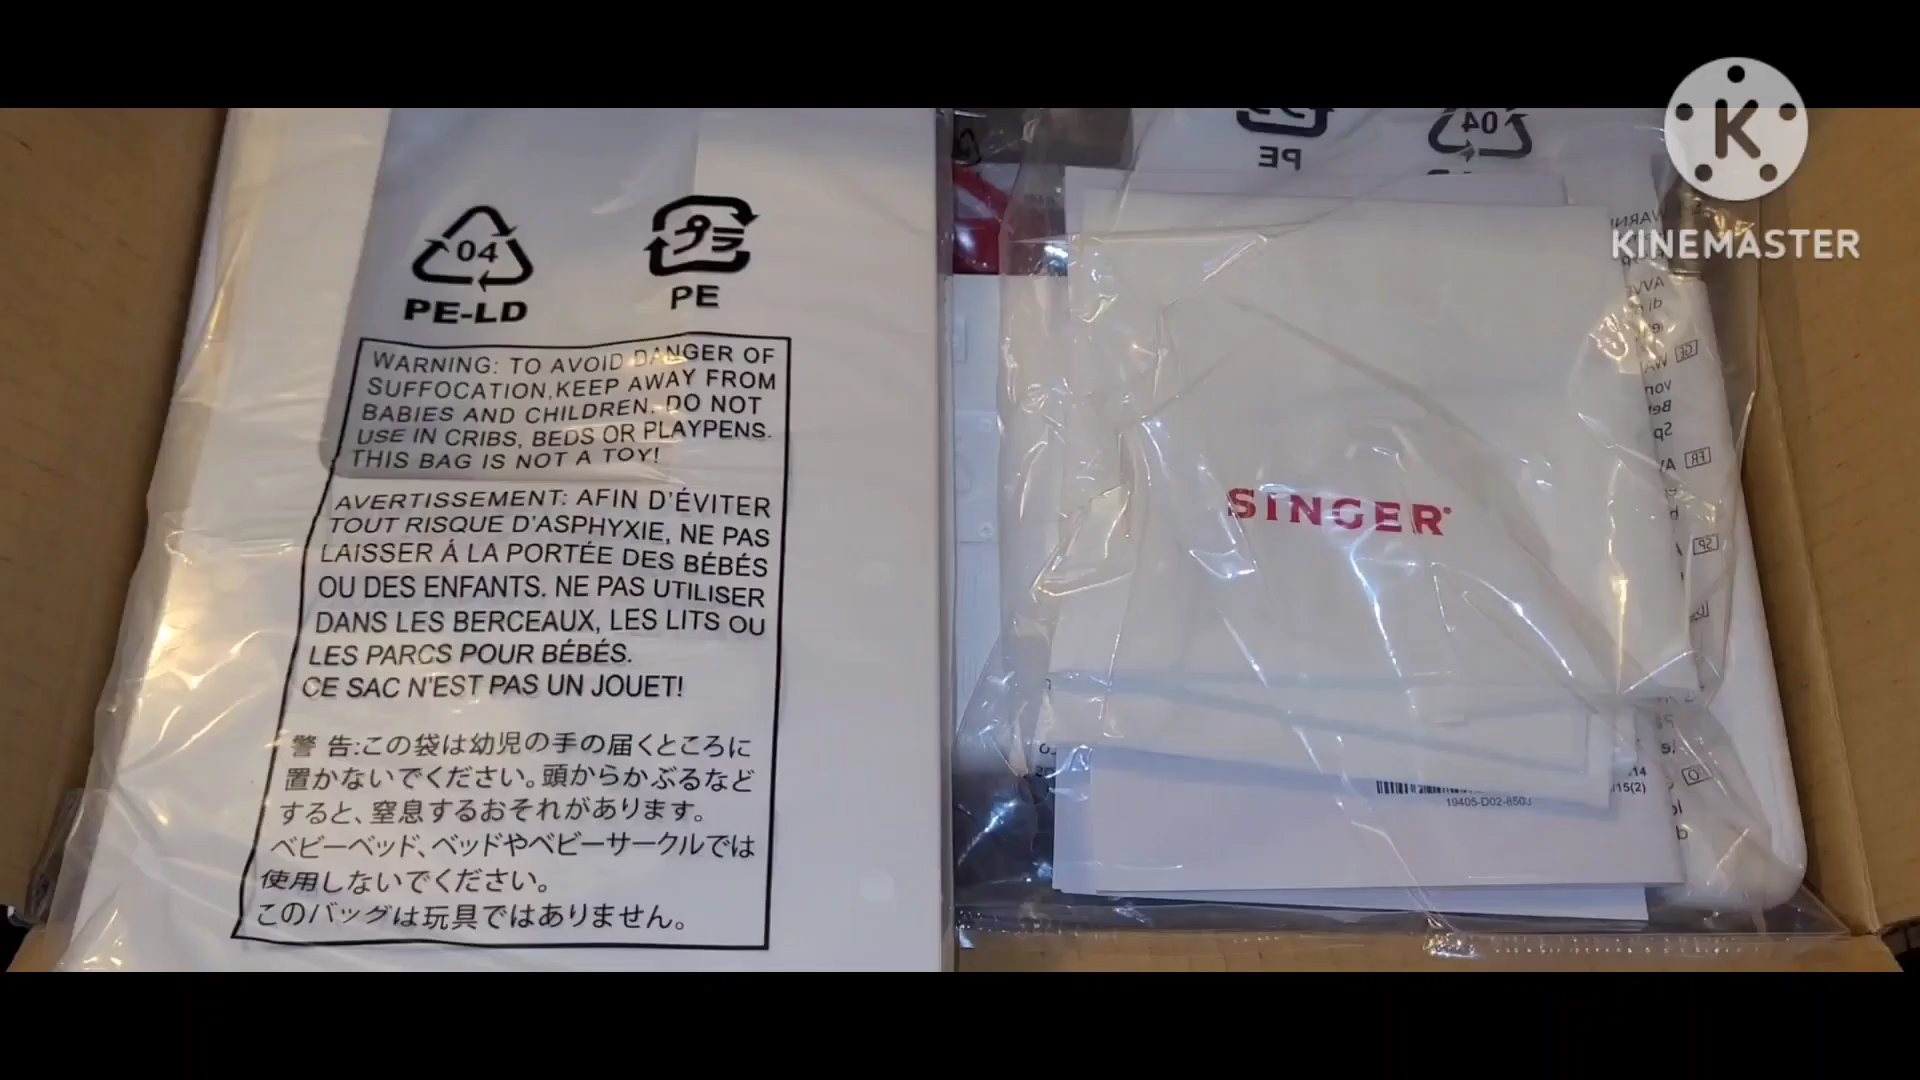 04
PE-LD
プラ
PE
WARNING: TO AVOID DANGER OF
SUFFOCATION,KEEP AWAY FROM
BABIES AND CHILDREN. DO NOT
USE IN CRIBS, BEDS OR PLAYPENS.
THIS BAG IS NOT A TOY!
AVERTISSEMENT: AFIN D'ÉVITER
TOUT RISQUE D'ASPHYXIE, NE PAS
LAISSER Á LA PORTÉE DES BÉBÉS
OU DES ENFANTS. NE PAS UTILISER
DANS LES BERCEAUX, LES LITS OU
LES PARCS POUR BÉBÉS.
CE SAC N'EST PAS UN JOUET!
警 告:この袋は幼児の手の届くところに
置かないでください。頭からかぶるなど
すると、窒息するおそれがあります。
ベビーベッド、ベッドやベビーサークルでは
使用しないでください。
このバッグは玩具ではありません。
PE
04
K
KINEMASTER
SINGER
GE
FR
SP
19405-D02-8503